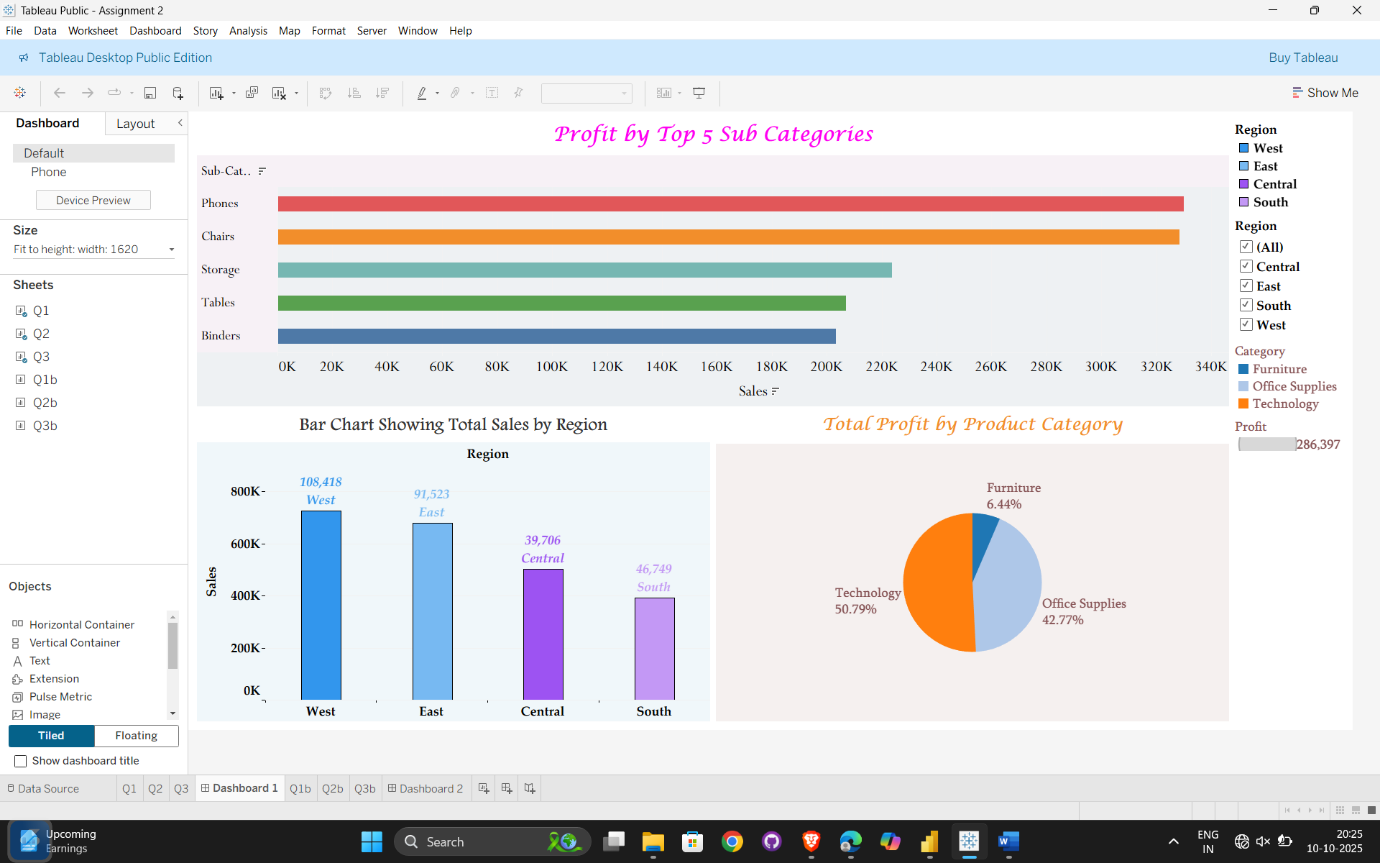 Tableau Public - Assignment 2
File Data Worksheet Dashboard Story Analysis Map Format Server Window Help
Tableau Desktop Public Edition
Buy Tableau
Show Me
Dashboard Layout
Default
Phone
Device Preview
Size
Fit to height: width: 1620
Sheets
Q1
Q2
Q3
Q1b
Q2b
Q3b
Objects
Horizontal Container
Vertical Container
Text
Extension
Pulse Metric
Image
Tiled Floating
Show dashboard title
Profit by Top 5 Sub Categories
Sub-Cat..
Phones
Chairs
Storage
Tables
Binders
0K 20K 40K 60K 80K 100K 120K 140K 160K 180K 200K 220K 240K 260K 280K 300K 320K 340K
Sales
Bar Chart Showing Total Sales by Region
Region
800K
600K
400K
200K
0K
Sales
108,418
West
91,523
East
39,706
Central
46,749
South
West East Central South
Total Profit by Product Category
Furniture
6.44%
Office Supplies
42.77%
Technology
50.79%
Region
West
East
Central
South
Region
(All)
Central
East
South
West
Category
Furniture
Office Supplies
Technology
Profit
286,397
Data Source Q1 Q2 Q3 Dashboard 1 Q1b Q2b Q3b Dashboard 2
Upcoming
Earnings
Search
ENG
IN
20:25
10-10-2025